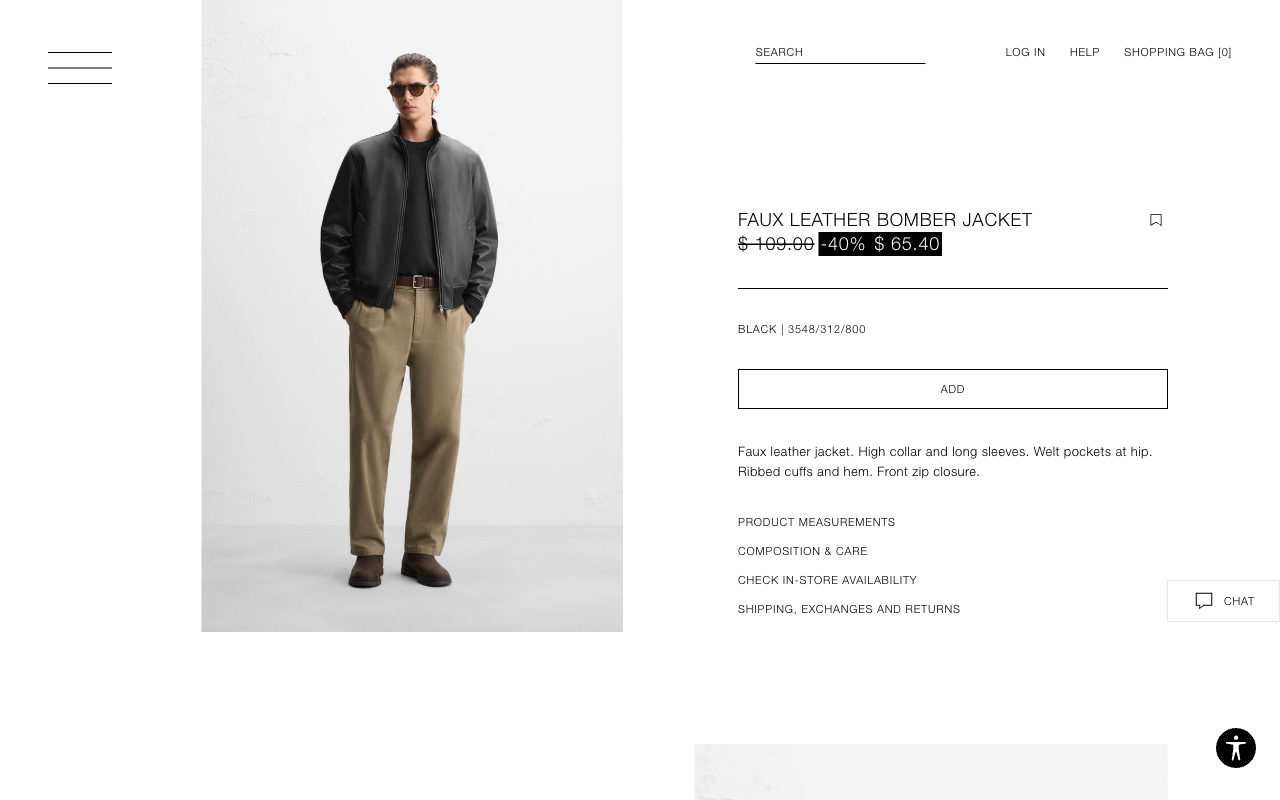 SEARCH
LOG IN
HELP
SHOPPING BAG [0]
FAUX LEATHER BOMBER JACKET
$ 109.00 -40% $ 65.40
BLACK | 3548/312/800
ADD
Faux leather jacket. High collar and long sleeves. Welt pockets at hip.
Ribbed cuffs and hem. Front zip closure.
PRODUCT MEASUREMENTS
COMPOSITION & CARE
CHECK IN-STORE AVAILABILITY
SHIPPING, EXCHANGES AND RETURNS
CHAT